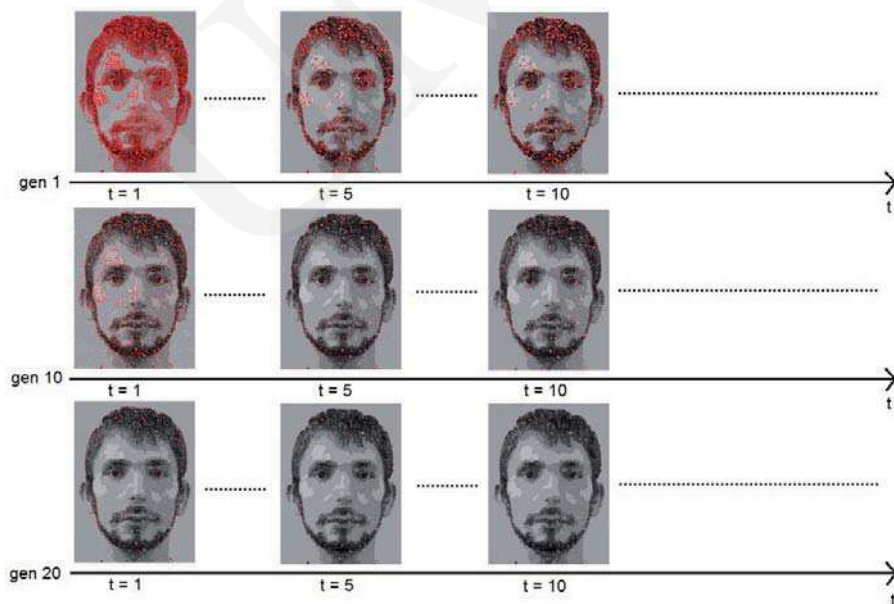 gen 1
t = 1 t = 5 t = 10 t
gen 10
t = 1 t = 5 t = 10 t
gen 20
t = 1 t = 5 t = 10 t